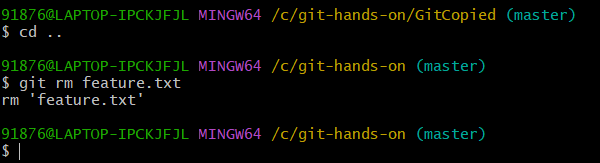 91876@LAPTOP-IPCKJFJL MINGW64 /c/git-hands-on/GitCopied (master)
$ cd ..
91876@LAPTOP-IPCKJFJL MINGW64 /c/git-hands-on (master)
$ git rm feature.txt
rm 'feature.txt'
91876@LAPTOP-IPCKJFJL MINGW64 /c/git-hands-on (master)
$